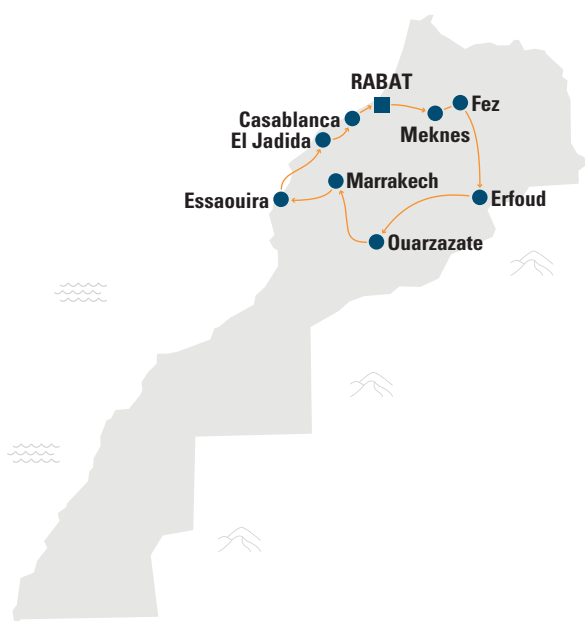 RABAT
Fez
Casablanca
Meknes
El Jadida
Marrakech
Essaouira
Erfoud
Ouarzazate